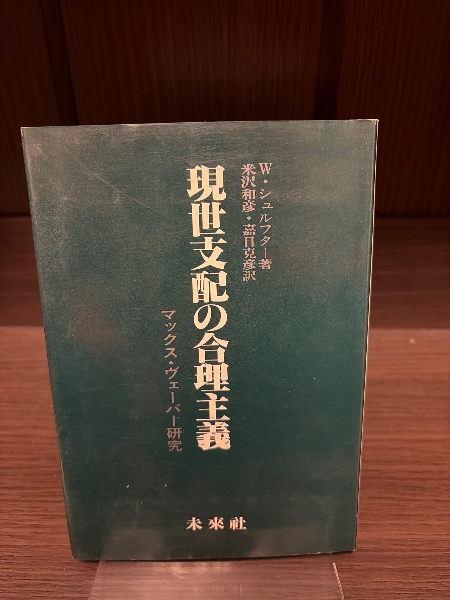 W・シュルフター著
米沢和彦・嘉目克彦訳
現世支配の合理主義
マックス・ヴェーバー研究
未來社